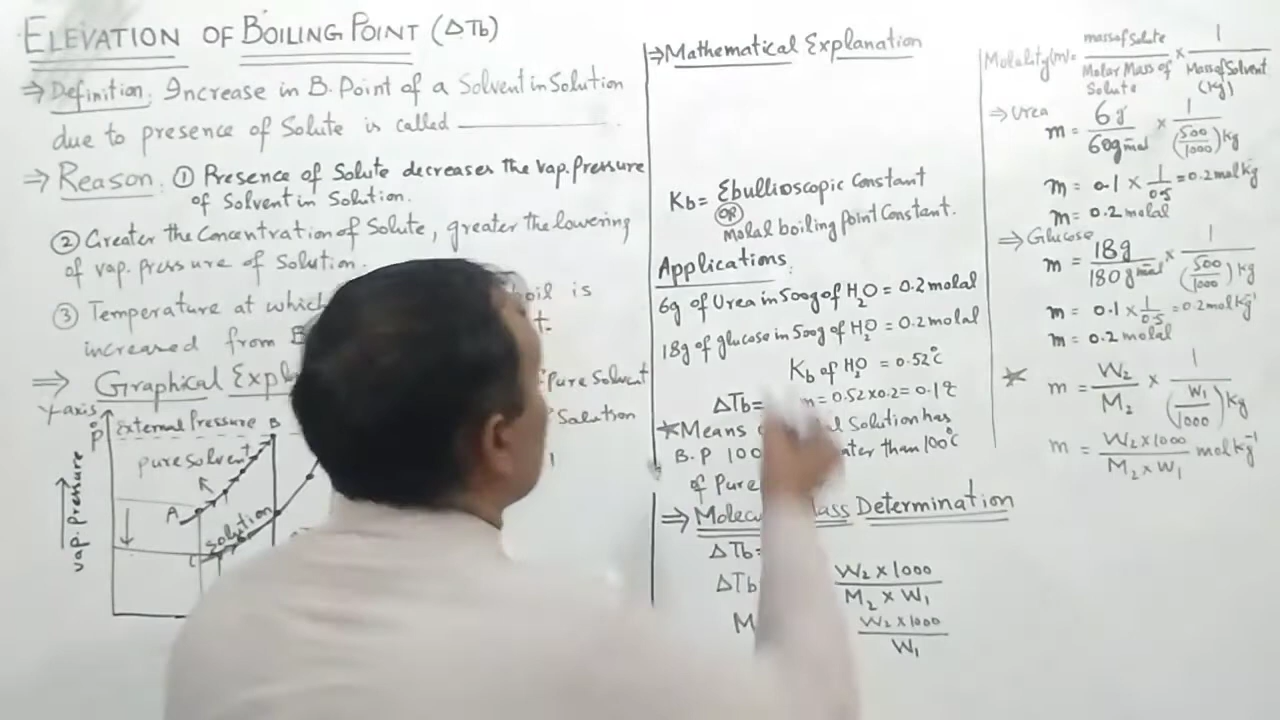 ELEVATION OF BOILING POINT (ΔTb)
⇒ Definition. Increase in B. Point of a Solvent in Solution
due to presence of Solute is called
⇒ Reason. ① Presence of Solute decreases the vap. Pressure
of Solvent in Solution.
② Greater the Concentration of Solute, greater the lowering
of vap. pressure of Solution.
③ Temperature at which boil is
increased from B
⇒ Graphical Expl
Pure Solvent
Solution
Y-axis
P
External Pressure B
pure solvent
A
solution
C
vap. Pressure
⇒ Mathematical Explanation
Kb = Ebullioscopic Constant
OR
Molal boiling point Constant.
Applications:
6g of Urea in 500g of H₂O = 0.2 molal
18g of glucose in 500g of H₂O = 0.2 molal
Kb of H₂O = 0.52°C
ΔTb = m = 0.52 x 0.2 = 0.1°C
★ Means Solution has
B.P 100 than 100°C
of Pure
⇒ Molecu ass Determination
ΔTb =
ΔTb W₂ x 1000 / M₂ x W₁
M W₂ x 1000 / W₁
Molality(m) = mass of Solute / Molar Mass of Solute x 1 / Mass of Solvent (kg)
⇒ Urea
m = 6g / 60gmol⁻ x 1 / (500/1000) kg
m = 0.1 x 1/0.5 = 0.2 mol kg⁻
m = 0.2 molal
⇒ Glucose
m = 18g / 180gmol⁻ x 1 / (500/1000) kg
m = 0.1 x 1/0.5 = 0.2 mol kg⁻
m = 0.2 molal
★ m = W₂ / M₂ x 1 / (W₁/1000) kg
m = W₂ x 1000 / M₂ x W₁ mol kg⁻¹